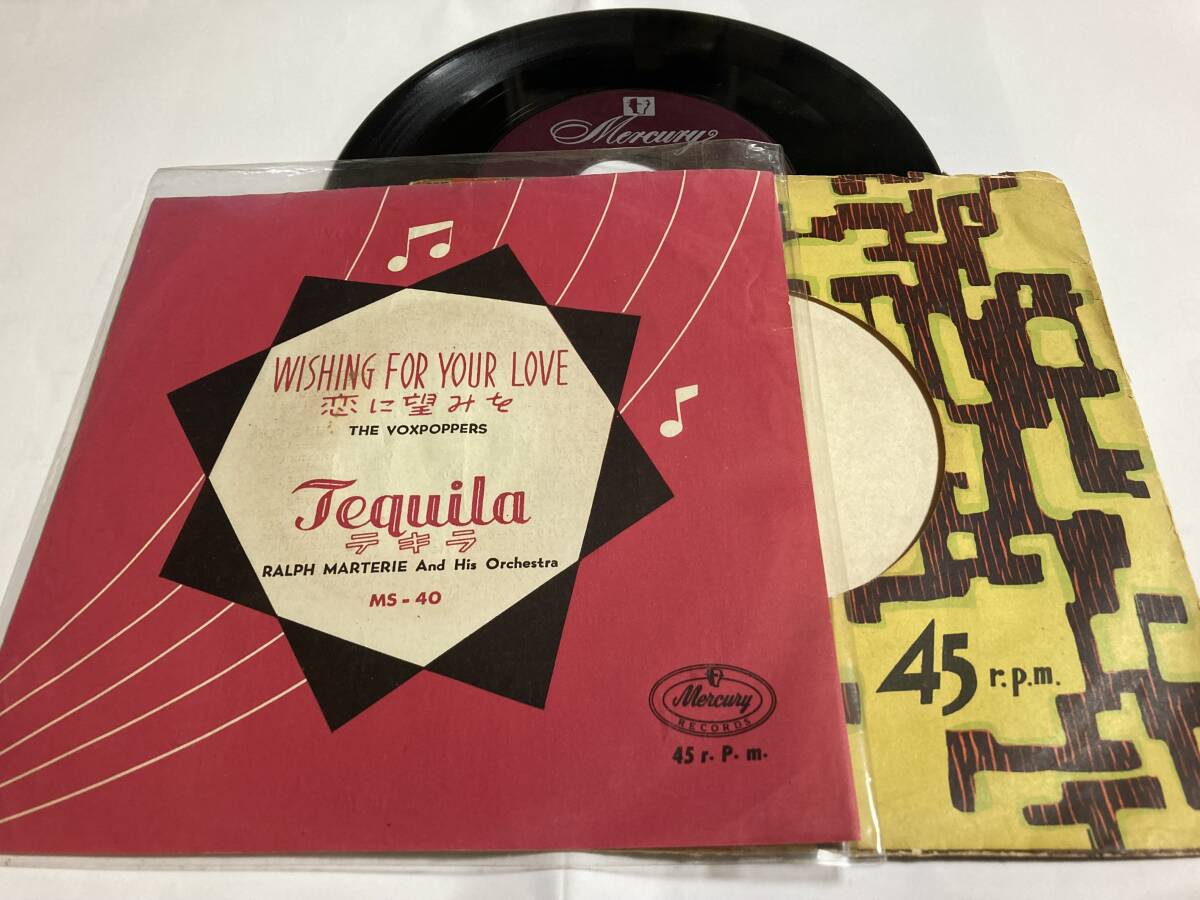 Mercury
WISHING FOR YOUR LOVE
恋に望みを
THE VOXPOPPERS
Tequila
テキラ
RALPH MARTERIE And His Orchestra
MS-40
Mercury
RECORDS
45 r. P. m.
45 r.p.m.